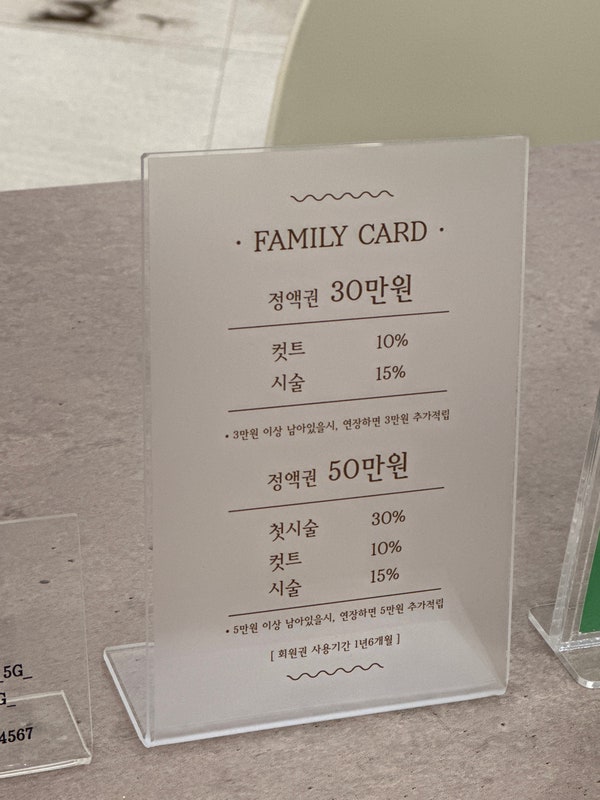 · FAMILY CARD ·
정액권 30만원
컷트 10%
시술 15%
• 3만원 이상 남아있을시, 연장하면 3만원 추가적립
정액권 50만원
첫시술 30%
컷트 10%
시술 15%
• 5만원 이상 남아있을시, 연장하면 5만원 추가적립
[ 회원권 사용기간 1년6개월 ]
5G_
G_
4567